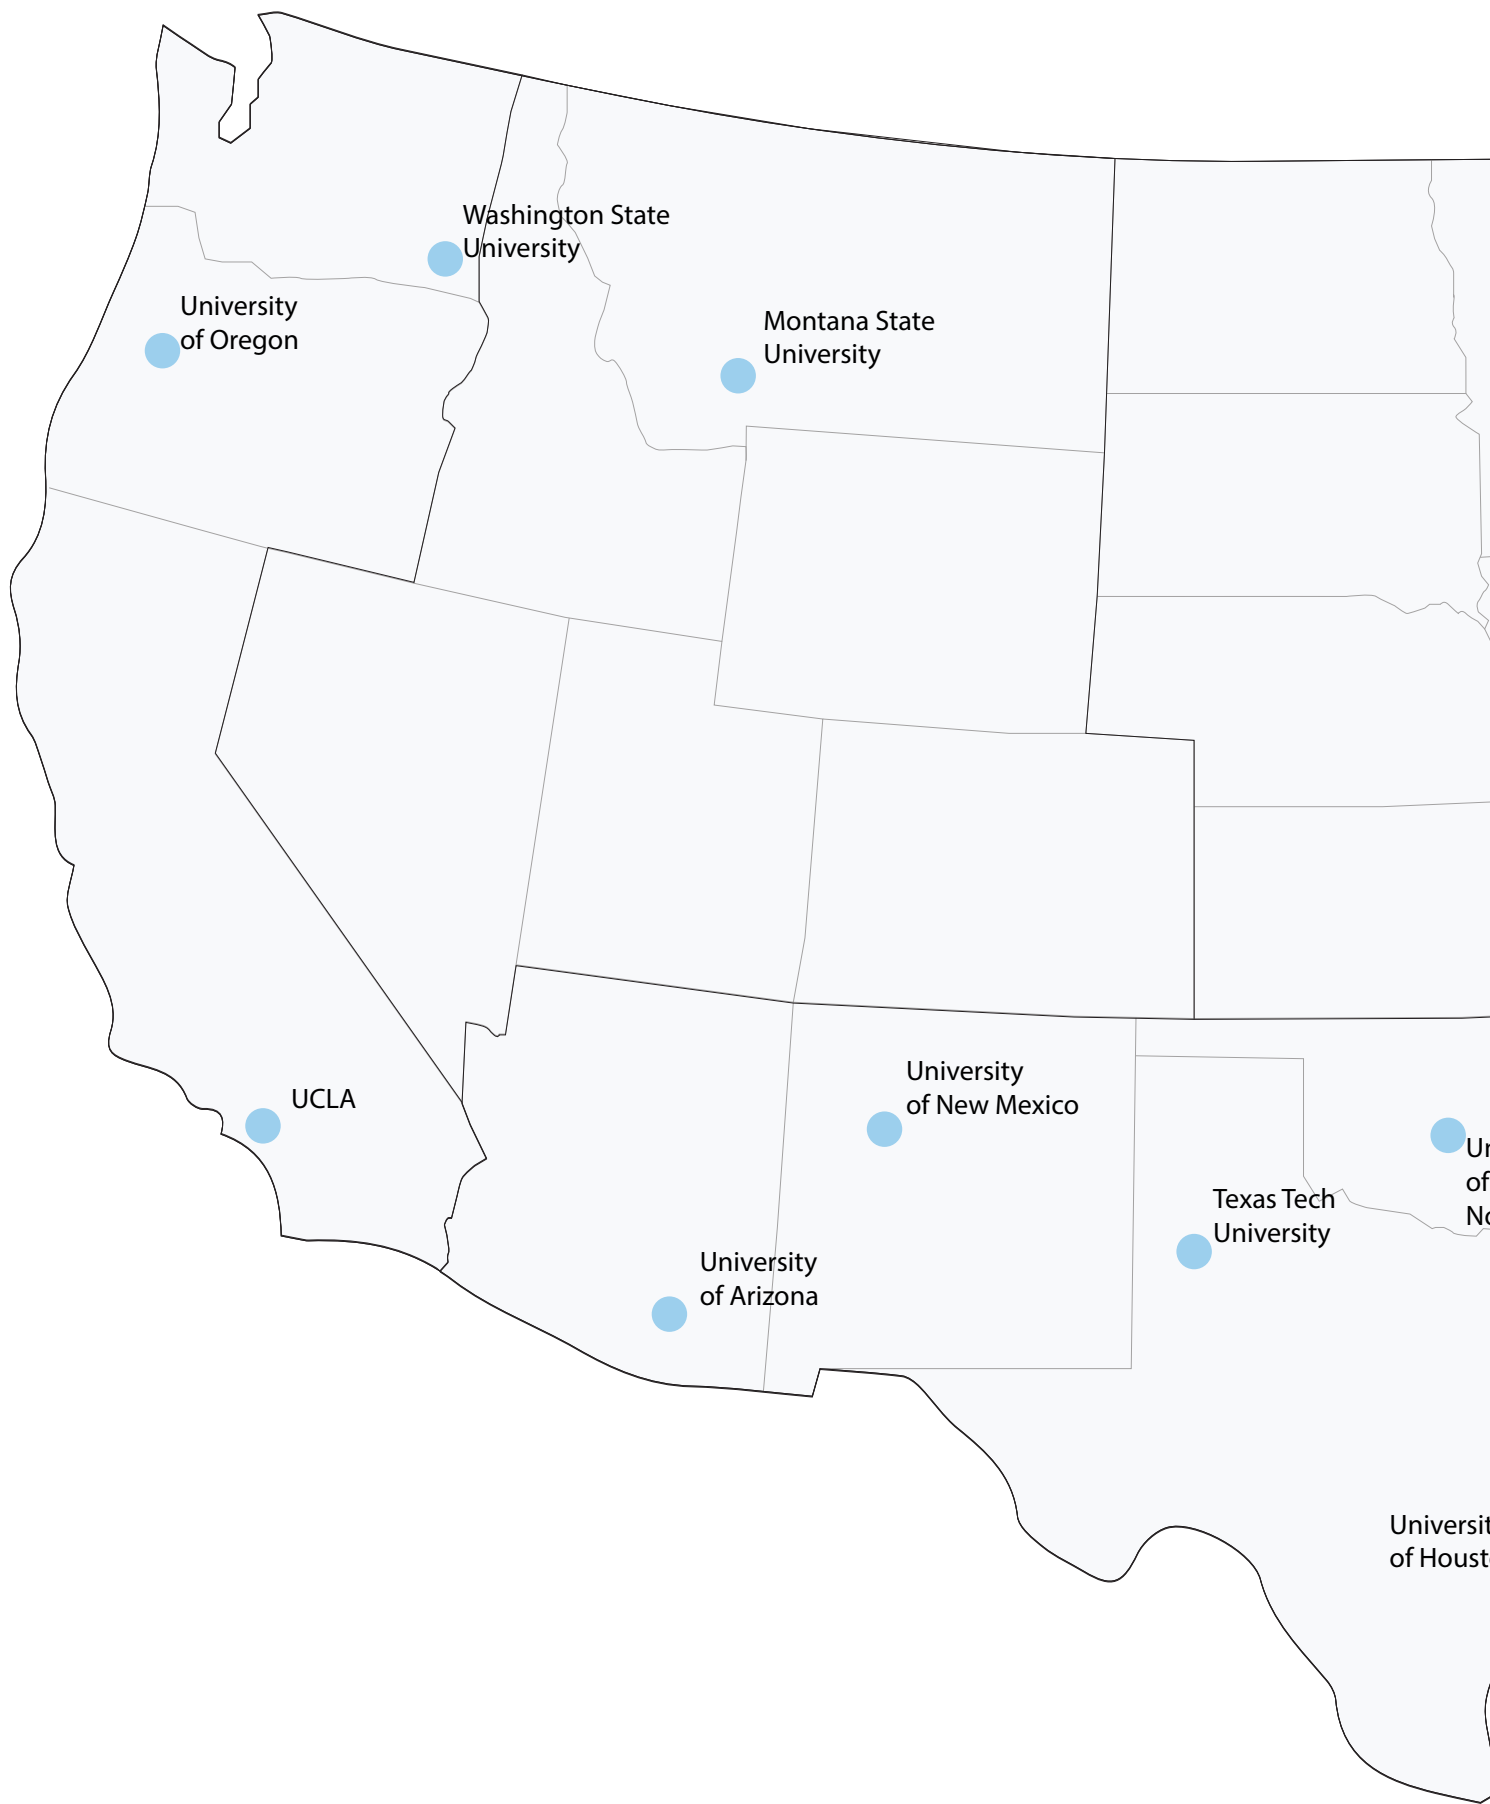 Washington State
University
University
of Oregon
Montana State
University
UCLA
University
of New Mexico
Texas Tech
University
University
of Arizona
of